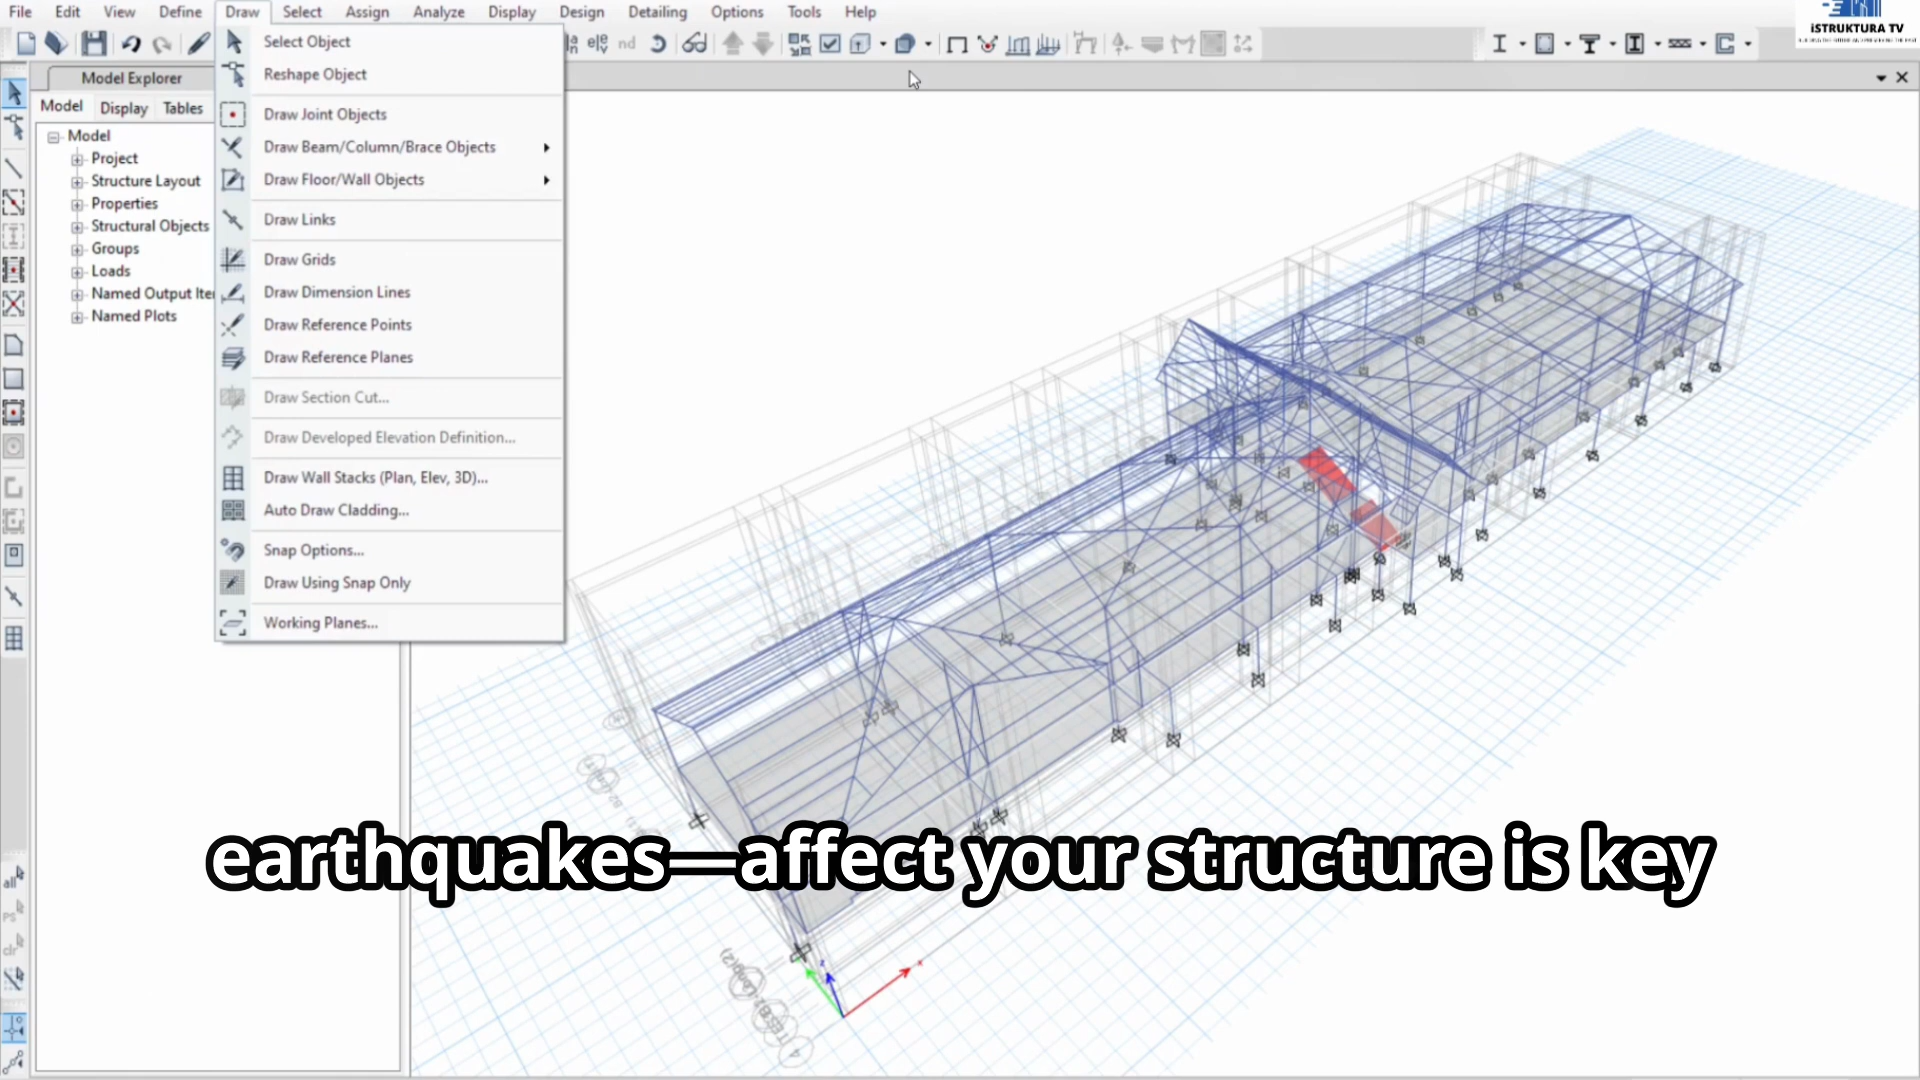 File Edit View Define Draw Select Assign Analyze Display Design Detailing Options Tools Help
iSTRUKTURA TV
nd
Model Explorer
Model Display Tables
Model
Project
Structure Layout
Properties
Structural Objects
Groups
Loads
Named Output Ite
Named Plots
Select Object
Reshape Object
Draw Joint Objects
Draw Beam/Column/Brace Objects
Draw Floor/Wall Objects
Draw Links
Draw Grids
Draw Dimension Lines
Draw Reference Points
Draw Reference Planes
Draw Section Cut...
Draw Developed Elevation Definition...
Draw Wall Stacks (Plan, Elev, 3D)...
Auto Draw Cladding...
Snap Options...
Draw Using Snap Only
Working Planes...
all
PS
clr
earthquakes—affect your structure is key
z
x